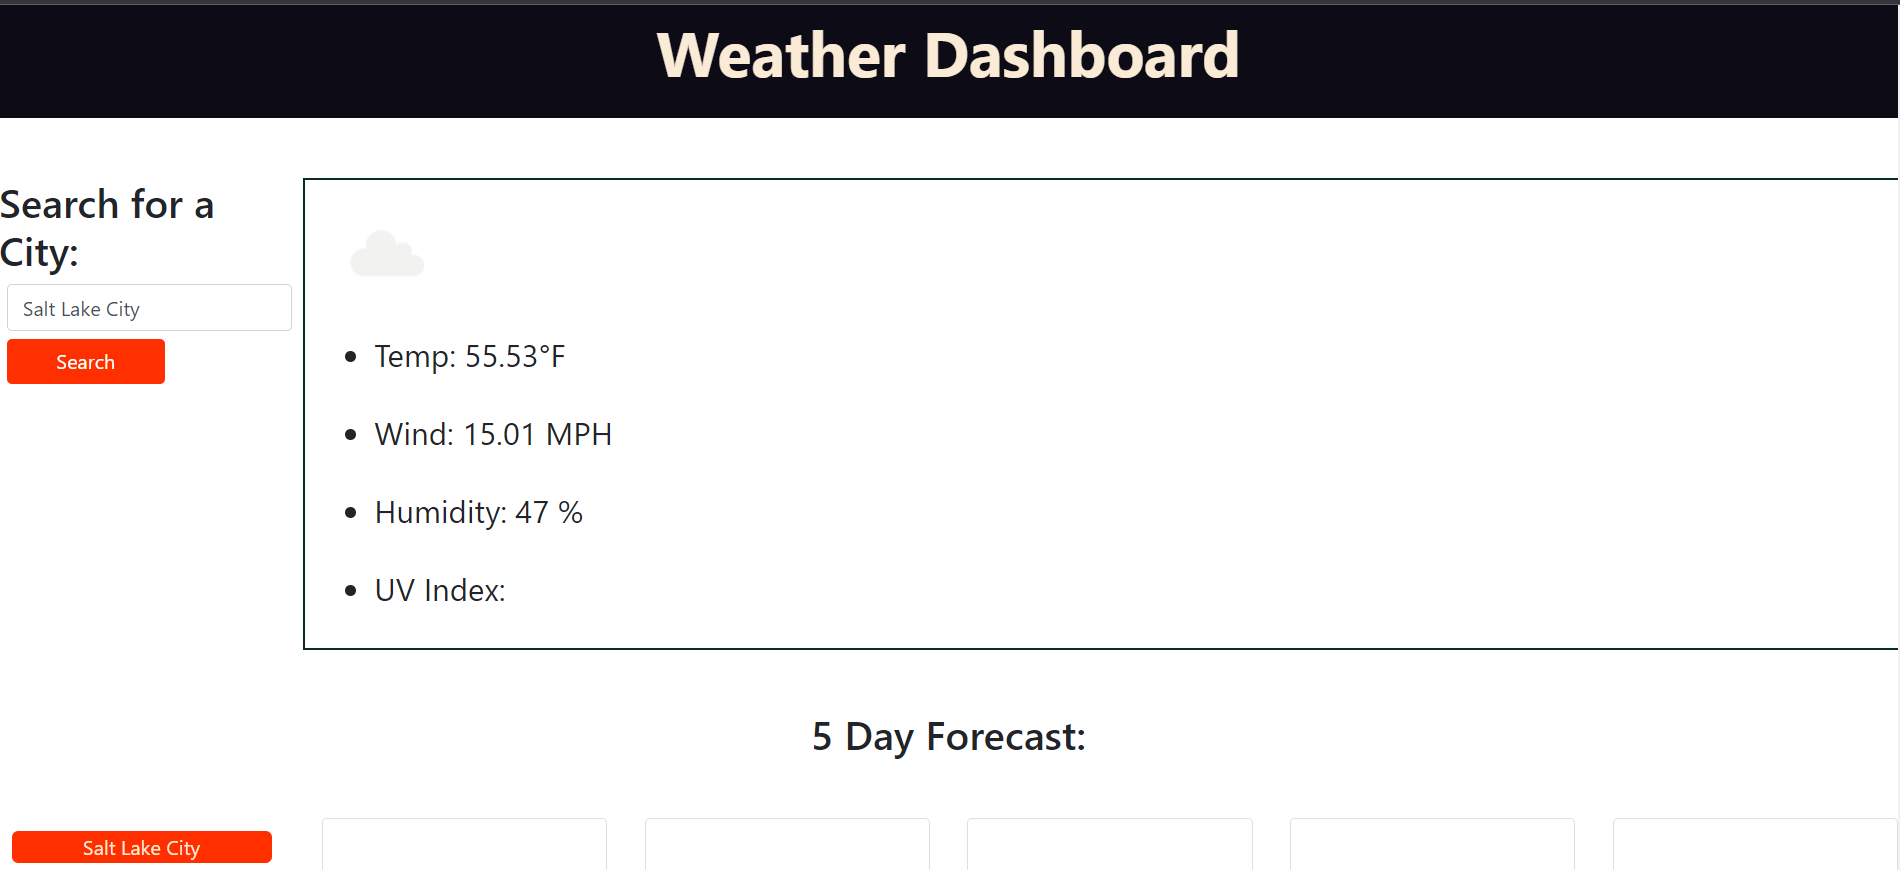 Weather Dashboard
Search for a
City:
Salt Lake City
Search
Temp: 55.53°F
Wind: 15.01 MPH
Humidity: 47 %
UV Index:
5 Day Forecast:
Salt Lake City